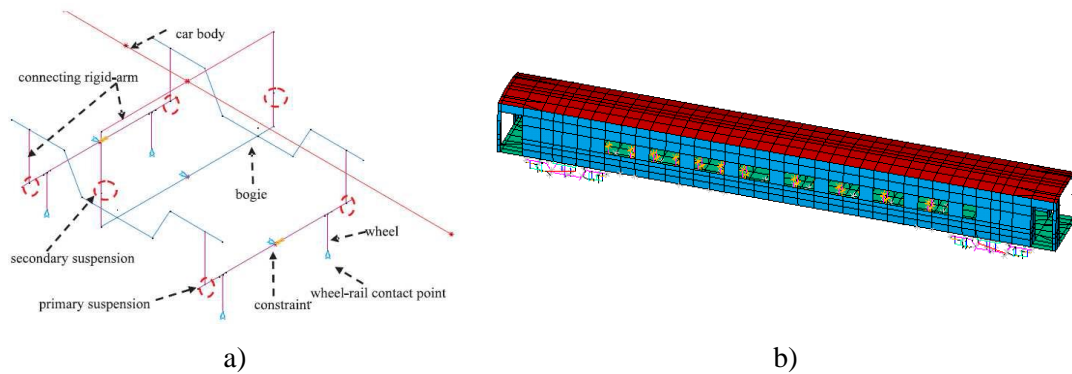 car body
connecting rigid-arm
bogie
wheel
secondary suspension
primary suspension
constraint
wheel-rail contact point
a)
b)